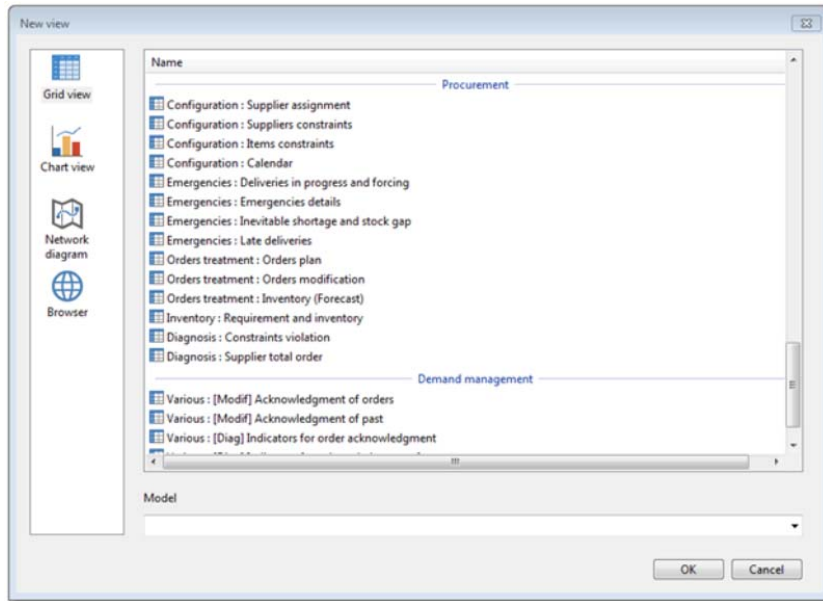 New view
Grid view
Chart view
Network
diagram
Browser
Name
Procurement
Configuration : Supplier assignment
Configuration : Suppliers constraints
Configuration : Items constraints
Configuration : Calendar
Emergencies : Deliveries in progress and forcing
Emergencies : Emergencies details
Emergencies : Inevitable shortage and stock gap
Emergencies : Late deliveries
Orders treatment : Orders plan
Orders treatment : Orders modification
Orders treatment : Inventory (Forecast)
Inventory : Requirement and inventory
Diagnosis : Constraints violation
Diagnosis : Supplier total order
Demand management
Various : [Modif] Acknowledgment of orders
Various : [Modif] Acknowledgment of past
Various : [Diag] Indicators for order acknowledgment
Model
OK
Cancel